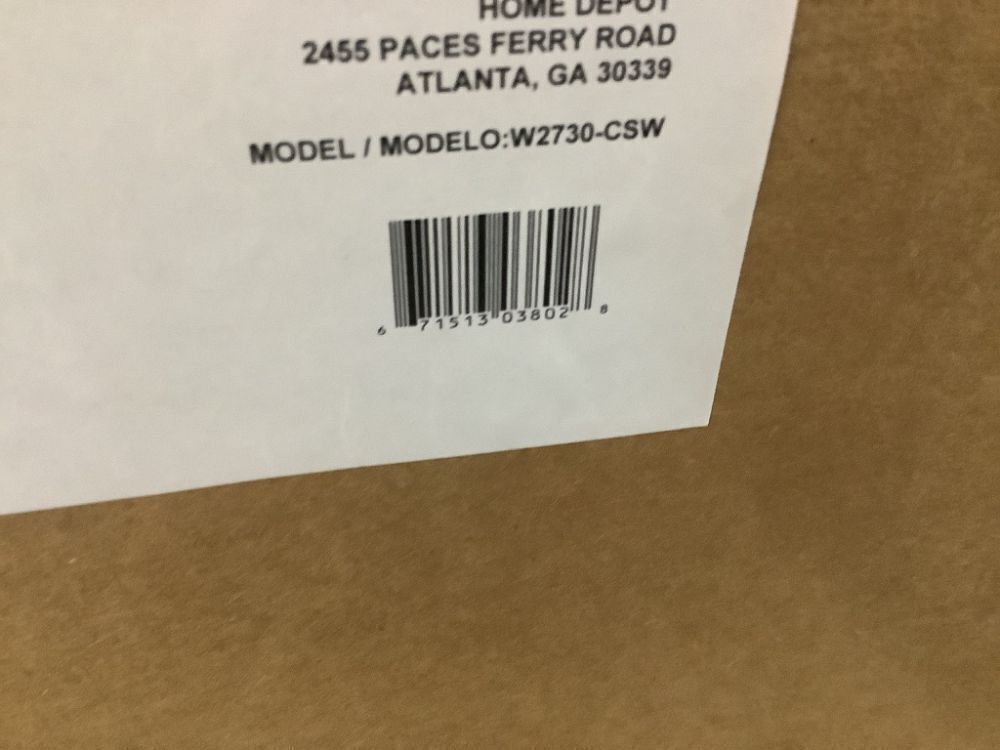 HOME DEPOT
2455 PACES FERRY ROAD
ATLANTA, GA 30339
MODEL / MODELO:W2730-CSW
6 71513 03802 8